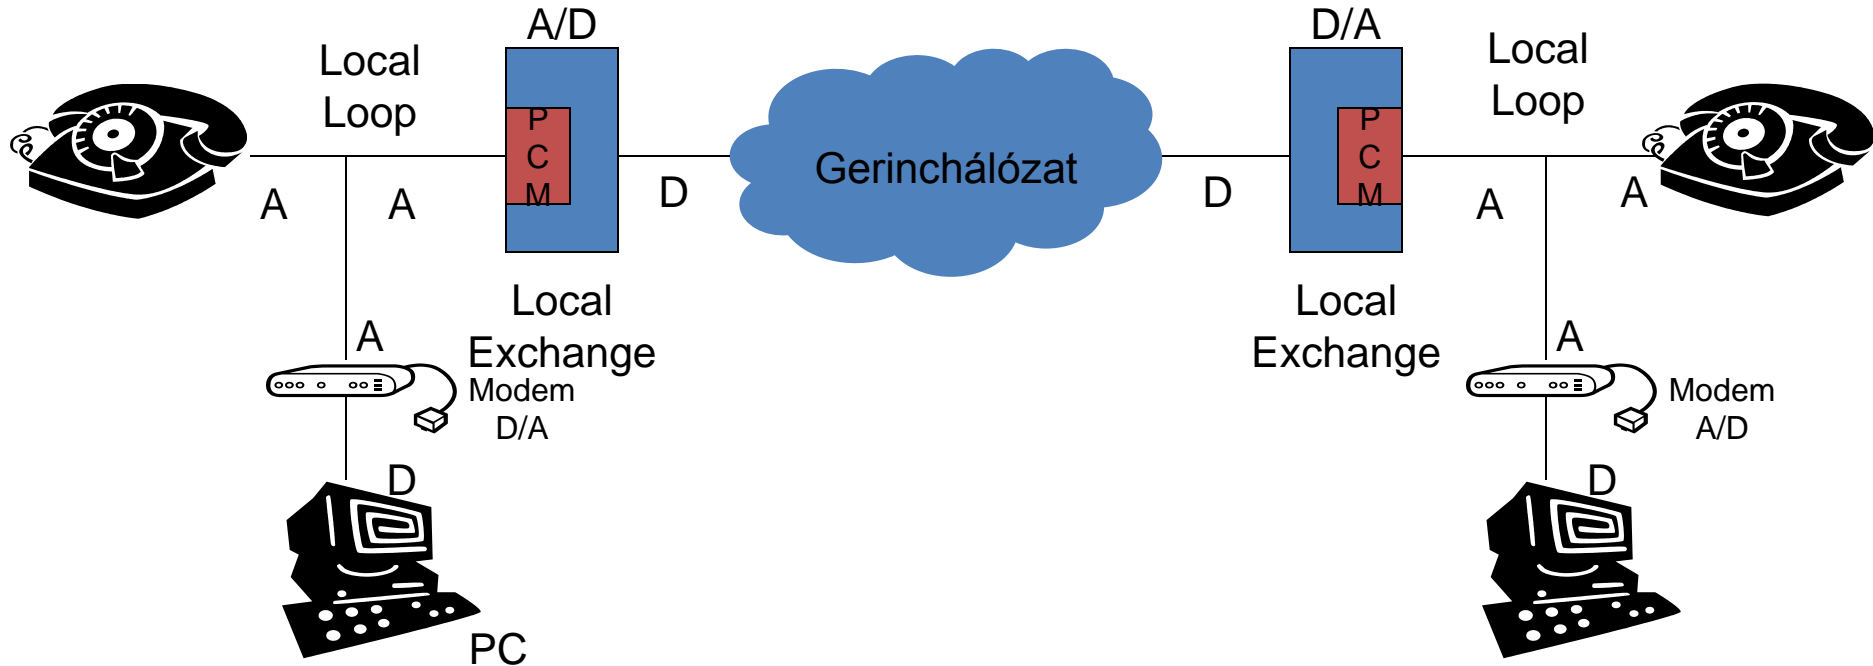 A/D
D/A
Local
Loop
Local
Loop
P
C
M
P
C
M
Gerinchálózat
A
A
D
D
A
A
Local
Exchange
Local
Exchange
A
A
Modem
D/A
Modem
A/D
D
D
PC